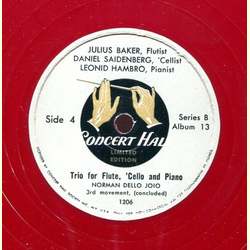 JULIUS BAKER, Flutist
DANIEL SAIDENBERG, 'Cellist
LEONID HAMBRO, Pianist
Side 4
Series B
Album 13
CONCERT HALL
LIMITED
EDITION
Trio for Flute, 'Cello and Piano
NORMAN DELLO JOIO
3rd movement, (concluded)
1206